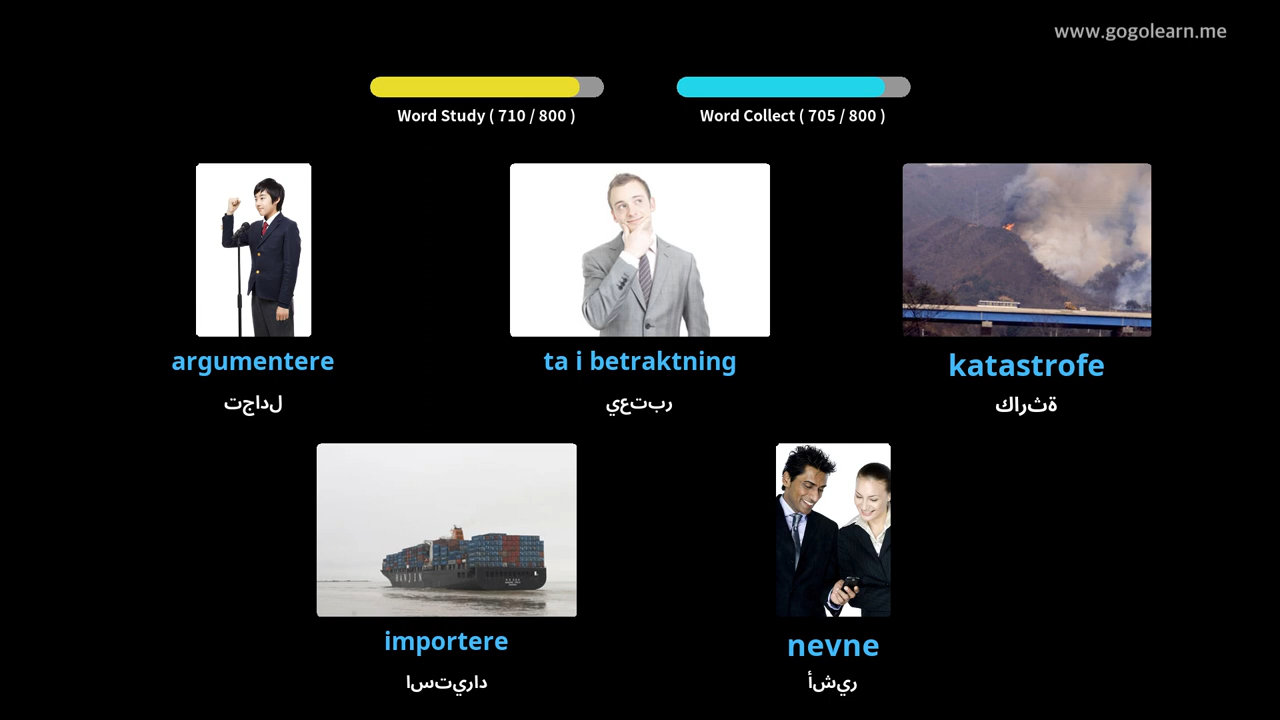 www.gogolearn.me
Word Study ( 710 / 800 )
Word Collect ( 705 / 800 )
argumentere
تجادل
ta i betraktning
يعتبر
katastrofe
كارثة
importere
استيراد
nevne
أشير